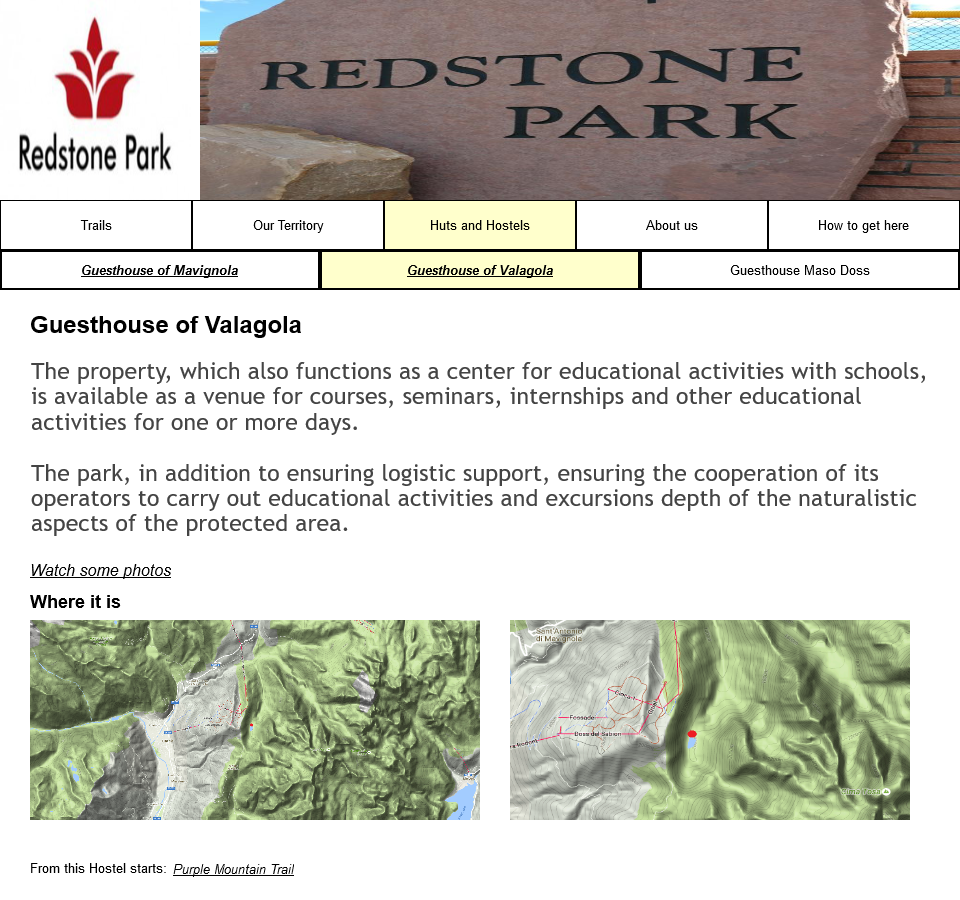 Redstone Park
REDSTONE
PARK
Trails
Our Territory
Huts and Hostels
About us
How to get here
Guesthouse of Mavignola
Guesthouse of Valagola
Guesthouse Maso Doss
Guesthouse of Valagola
The property, which also functions as a center for educational activities with schools,
is available as a venue for courses, seminars, internships and other educational
activities for one or more days.
The park, in addition to ensuring logistic support, ensuring the cooperation of its
operators to carry out educational activities and excursions depth of the naturalistic
aspects of the protected area.
Watch some photos
Where it is
Sant'Antonio
di Mavignola
Fossade
Doss del Sabion
From this Hostel starts: Purple Mountain Trail